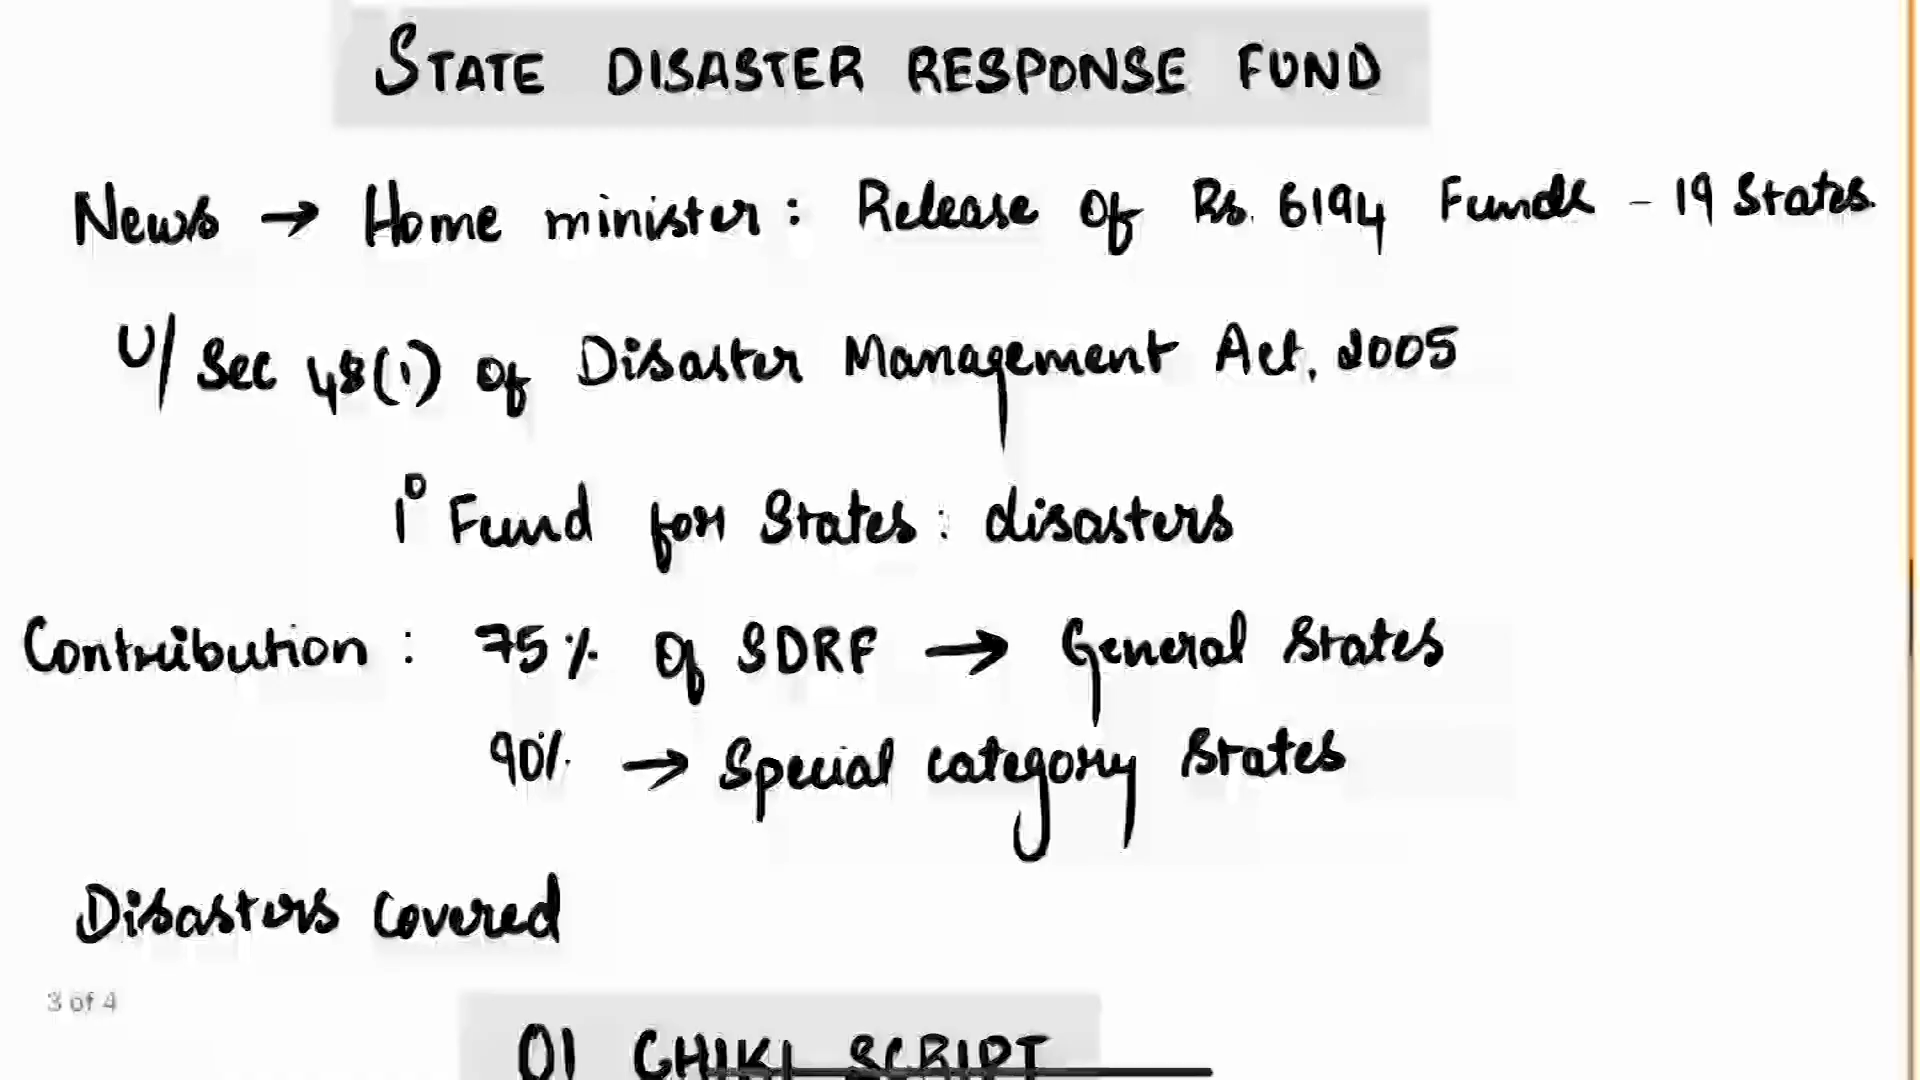 STATE DISASTER RESPONSE FUND
News → Home minister: Release of Rs. 6194 Funds - 19 States.
U/ Sec 48(1) of Disaster Management Act, 2005
1° Fund for States: disasters
Contribution: 75% of SDRF → General States
90% → Special category States
Disasters Covered
3 of 4
Ol CHIKI SCRIPT